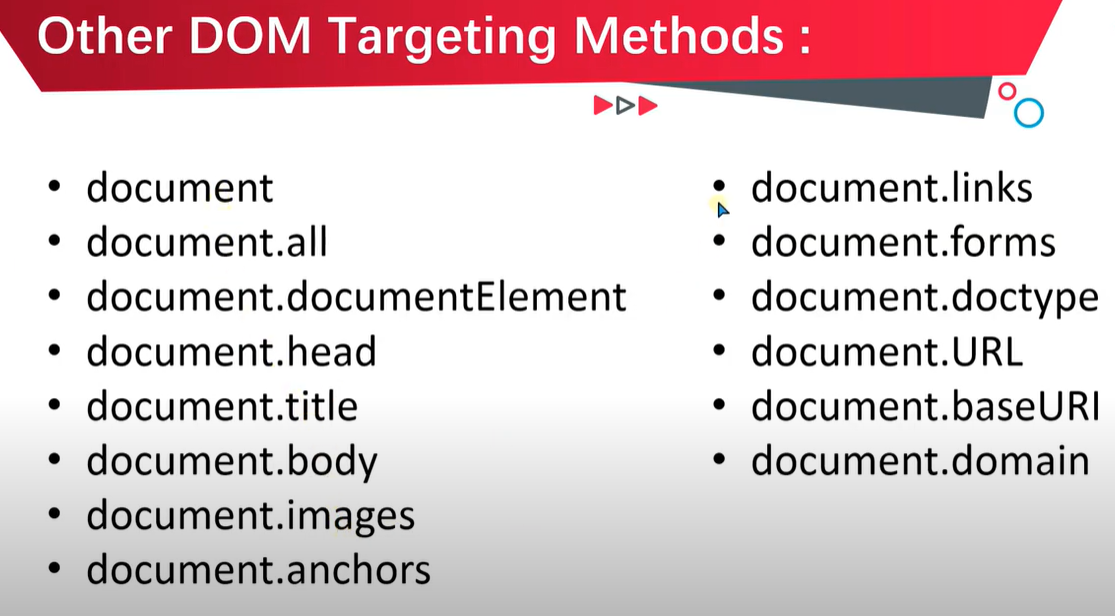 Other DOM Targeting Methods :
• document
• document.all
• document.documentElement
• document.head
• document.title
• document.body
• document.images
• document.anchors
• document.links
• document.forms
• document.doctype
• document.URL
• document.baseURI
• document.domain